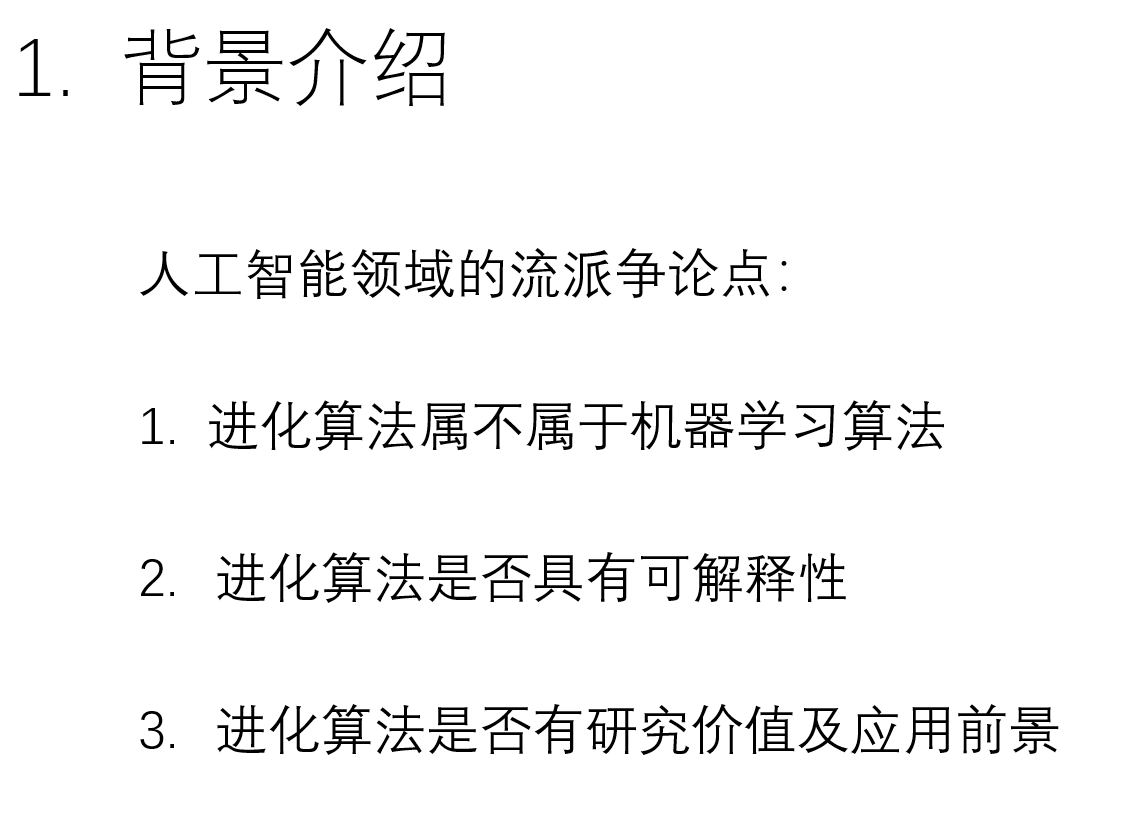 1. 背景介绍
人工智能领域的流派争论点：
1. 进化算法属不属于机器学习算法
2. 进化算法是否具有可解释性
3. 进化算法是否有研究价值及应用前景